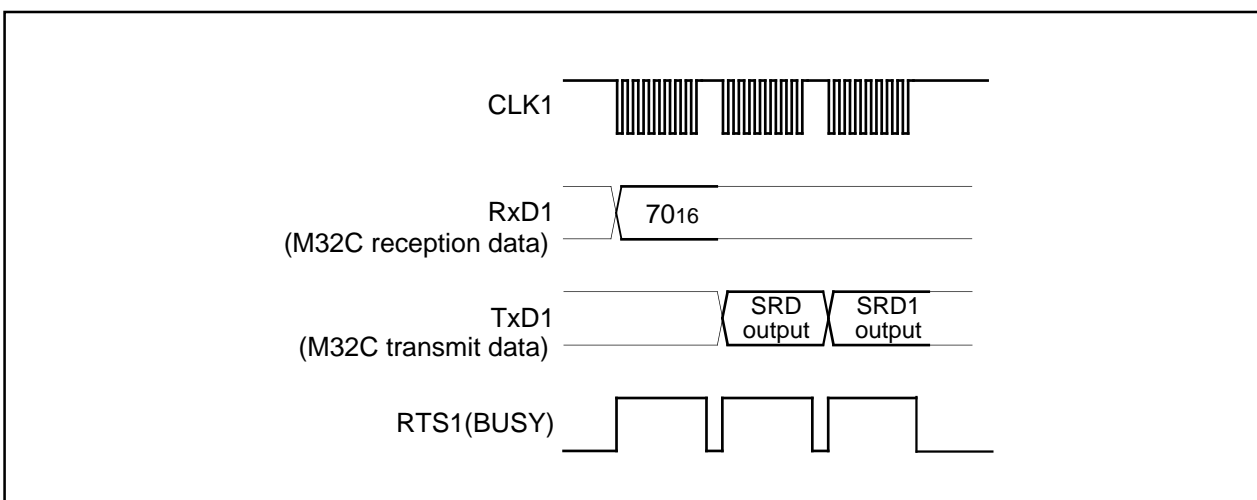 CLK1
RxD1
(M32C reception data)
7016
TxD1
(M32C transmit data)
SRD
output
SRD1
output
RTS1(BUSY)